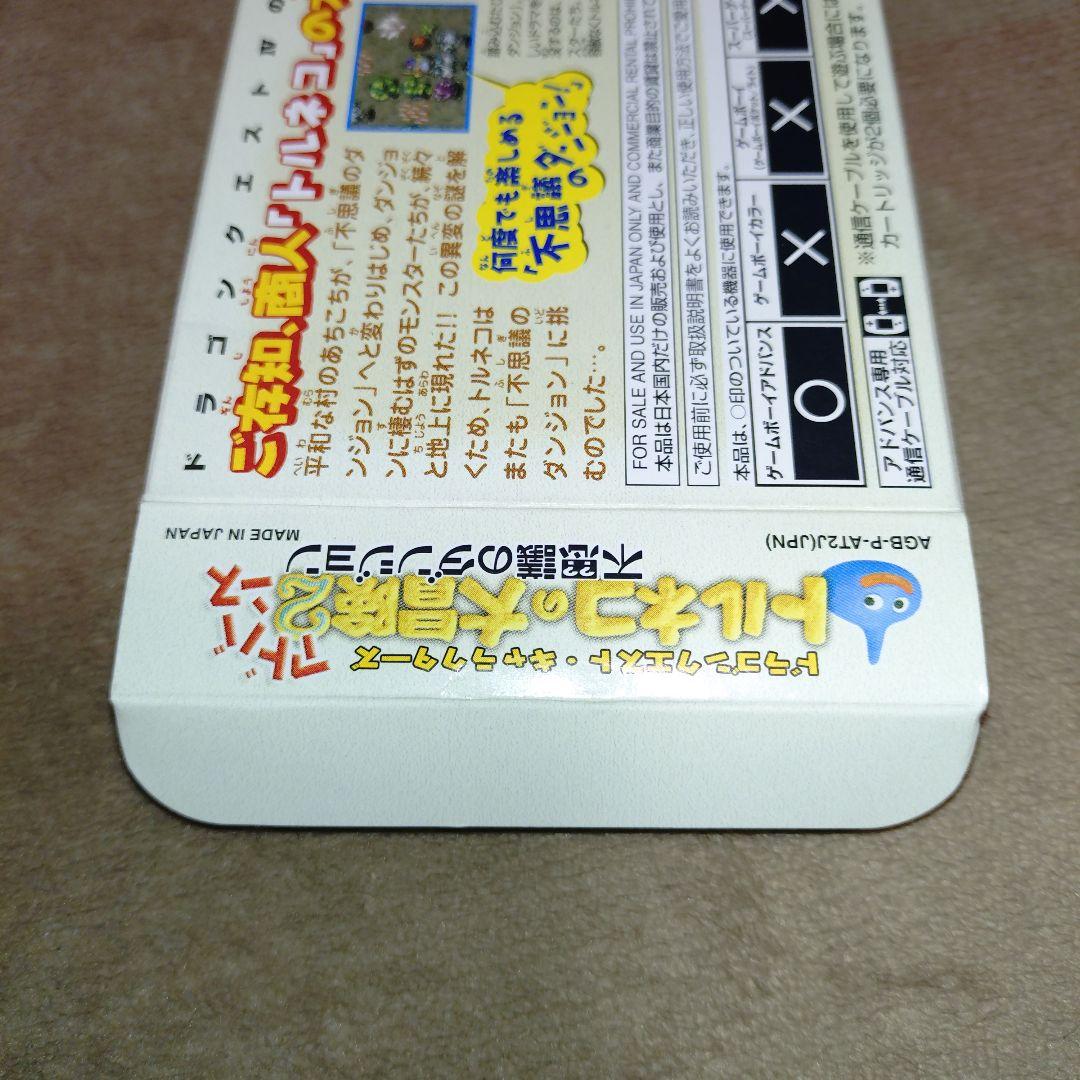 ドラゴンクエストⅣの
ご存知、商人「トルネコ」の
平和な村のあちこちが、「不思議のダ
ンジョン」へと変わりはじめ、ダンジョ
ンに棲むはずのモンスターたちが、続々
と地上に現れた!! この異変の謎を解
くため、トルネコは
またも「不思議の
ダンジョン」に挑
むのでした…。
何度でも楽しめる
「不思議のダンジョン!」
FOR SALE AND USE IN JAPAN ONLY AND COMMERCIAL RENTAL PROHI
本品は日本国内だけの販売および使用とし、また商業目的の賃貸は禁止されて
ご使用前に必ず取扱説明書をよくお読みいただき、正しい使用方法でご愛用
本品は、○印のついている機器に使用できます。
ゲームボーイアドバンス
ゲームボーイカラー
ゲームボーイ
(ゲームボーイポケット/ライト)
○
×
×
×
アドバンス専用
通信ケーブル対応
※通信ケーブルを使用して遊ぶ場合には
カートリッジが2個必要になります。
MADE IN JAPAN
AGB-P-AT2J(JPN)
ドラゴンクエスト・キャラクターズ
トルネコの大冒険2
アドバンス
不思議のダンジョン